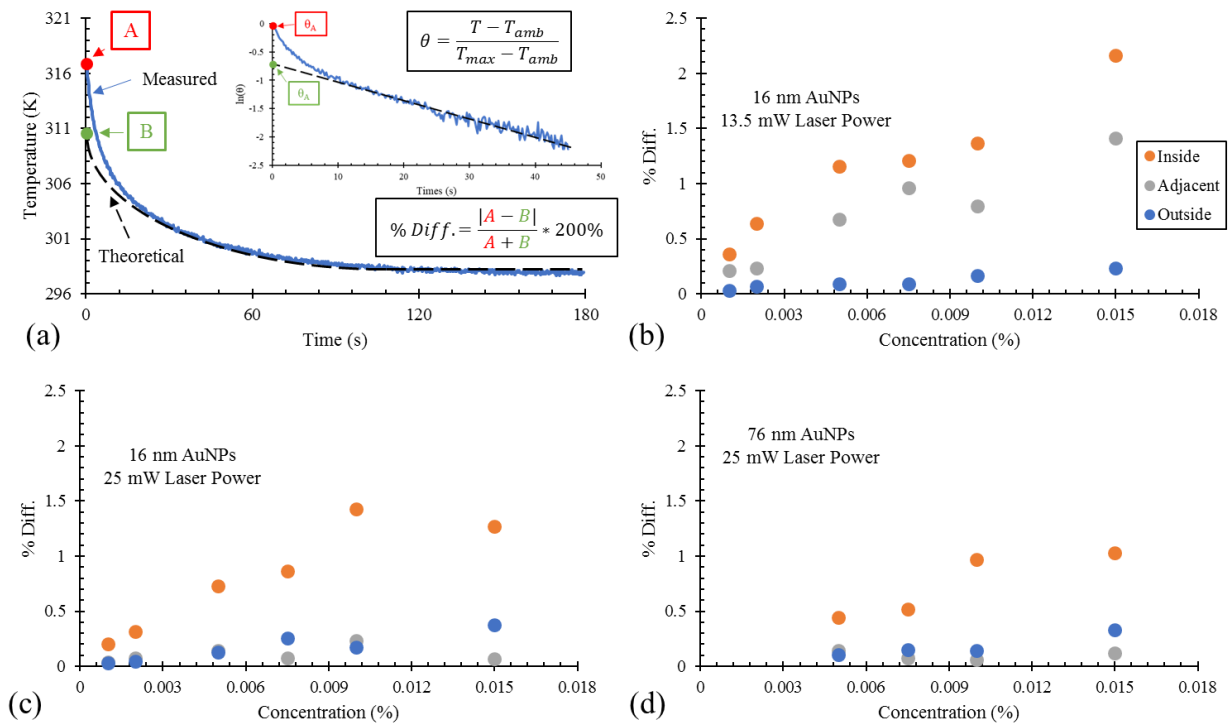 321
316
311
306
301
296
Temperature (K)
0
60
120
180
Time (s)
A
B
Measured
Theoretical
0
-0.5
-1
-1.5
-2
-2.5
ln(θ)
0
10
20
30
40
50
Times (s)
θ_A
θ_A
θ = (T − T_amb) / (T_max − T_amb)
% Diff. = |A − B| / (A + B) * 200%
(a)
2.5
2
1.5
1
0.5
0
% Diff.
16 nm AuNPs
13.5 mW Laser Power
Inside
Adjacent
Outside
0
0.003
0.006
0.009
0.012
0.015
0.018
Concentration (%)
(b)
2.5
2
1.5
1
0.5
0
% Diff.
16 nm AuNPs
25 mW Laser Power
0
0.003
0.006
0.009
0.012
0.015
0.018
Concentration (%)
(c)
2.5
2
1.5
1
0.5
0
% Diff.
76 nm AuNPs
25 mW Laser Power
0
0.003
0.006
0.009
0.012
0.015
0.018
Concentration (%)
(d)